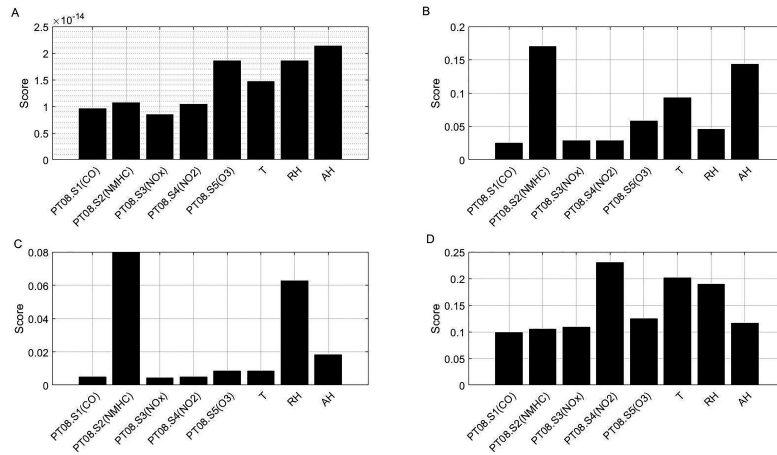 A
×10⁻¹⁴
2.5
2
1.5
1
0.5
0
Score
PT08.S1(CO)
PT08.S2(NMHC)
PT08.S3(NOx)
PT08.S4(NO2)
PT08.S5(O3)
T
RH
AH
B
0.2
0.15
0.1
0.05
0
Score
PT08.S1(CO)
PT08.S2(NMHC)
PT08.S3(NOx)
PT08.S4(NO2)
PT08.S5(O3)
T
RH
AH
C
0.08
0.06
0.04
0.02
0
Score
PT08.S1(CO)
PT08.S2(NMHC)
PT08.S3(NOx)
PT08.S4(NO2)
PT08.S5(O3)
T
RH
AH
D
0.25
0.2
0.15
0.1
0.05
0
Score
PT08.S1(CO)
PT08.S2(NMHC)
PT08.S3(NOx)
PT08.S4(NO2)
PT08.S5(O3)
T
RH
AH